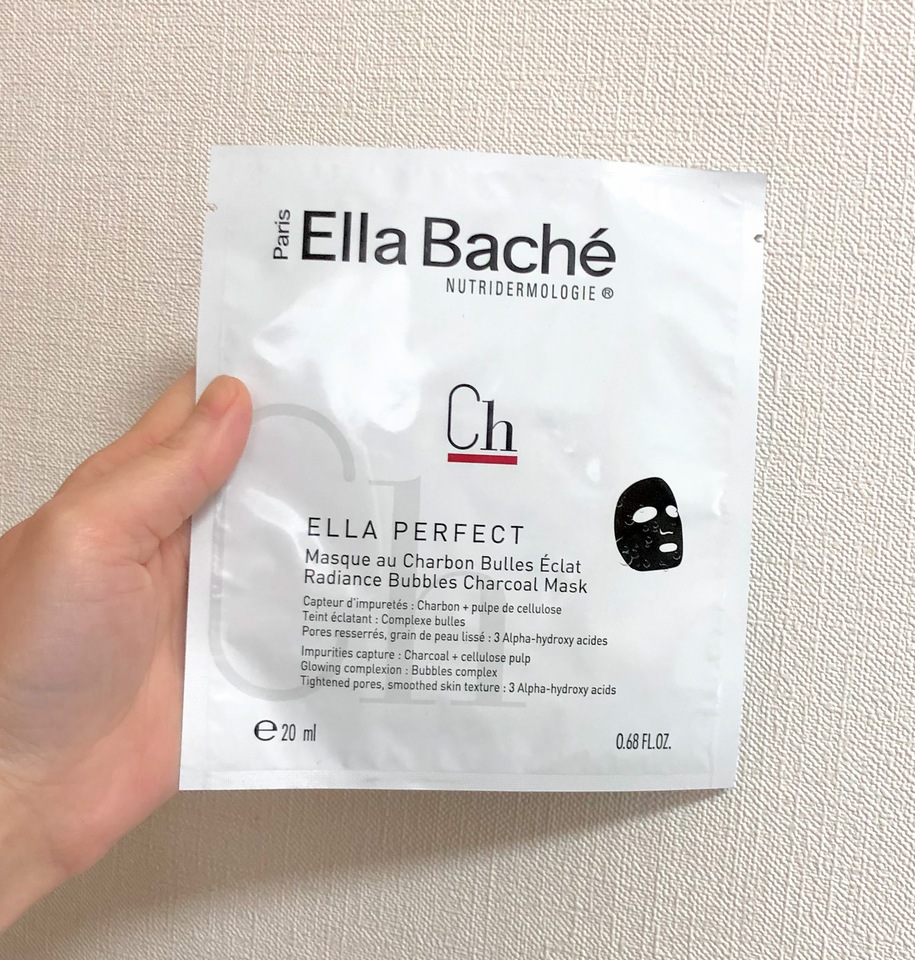 Paris
Ella Baché
NUTRIDERMOLOGIE ®
Ch
Ch
ELLA PERFECT
Masque au Charbon Bulles Éclat
Radiance Bubbles Charcoal Mask
Capteur d'impuretés : Charbon + pulpe de cellulose
Teint éclatant : Complexe bulles
Pores resserrés, grain de peau lissé : 3 Alpha-hydroxy acides
Impurities capture : Charcoal + cellulose pulp
Glowing complexion : Bubbles complex
Tightened pores, smoothed skin texture : 3 Alpha-hydroxy acids
℮ 20 ml
0.68 FL.OZ.